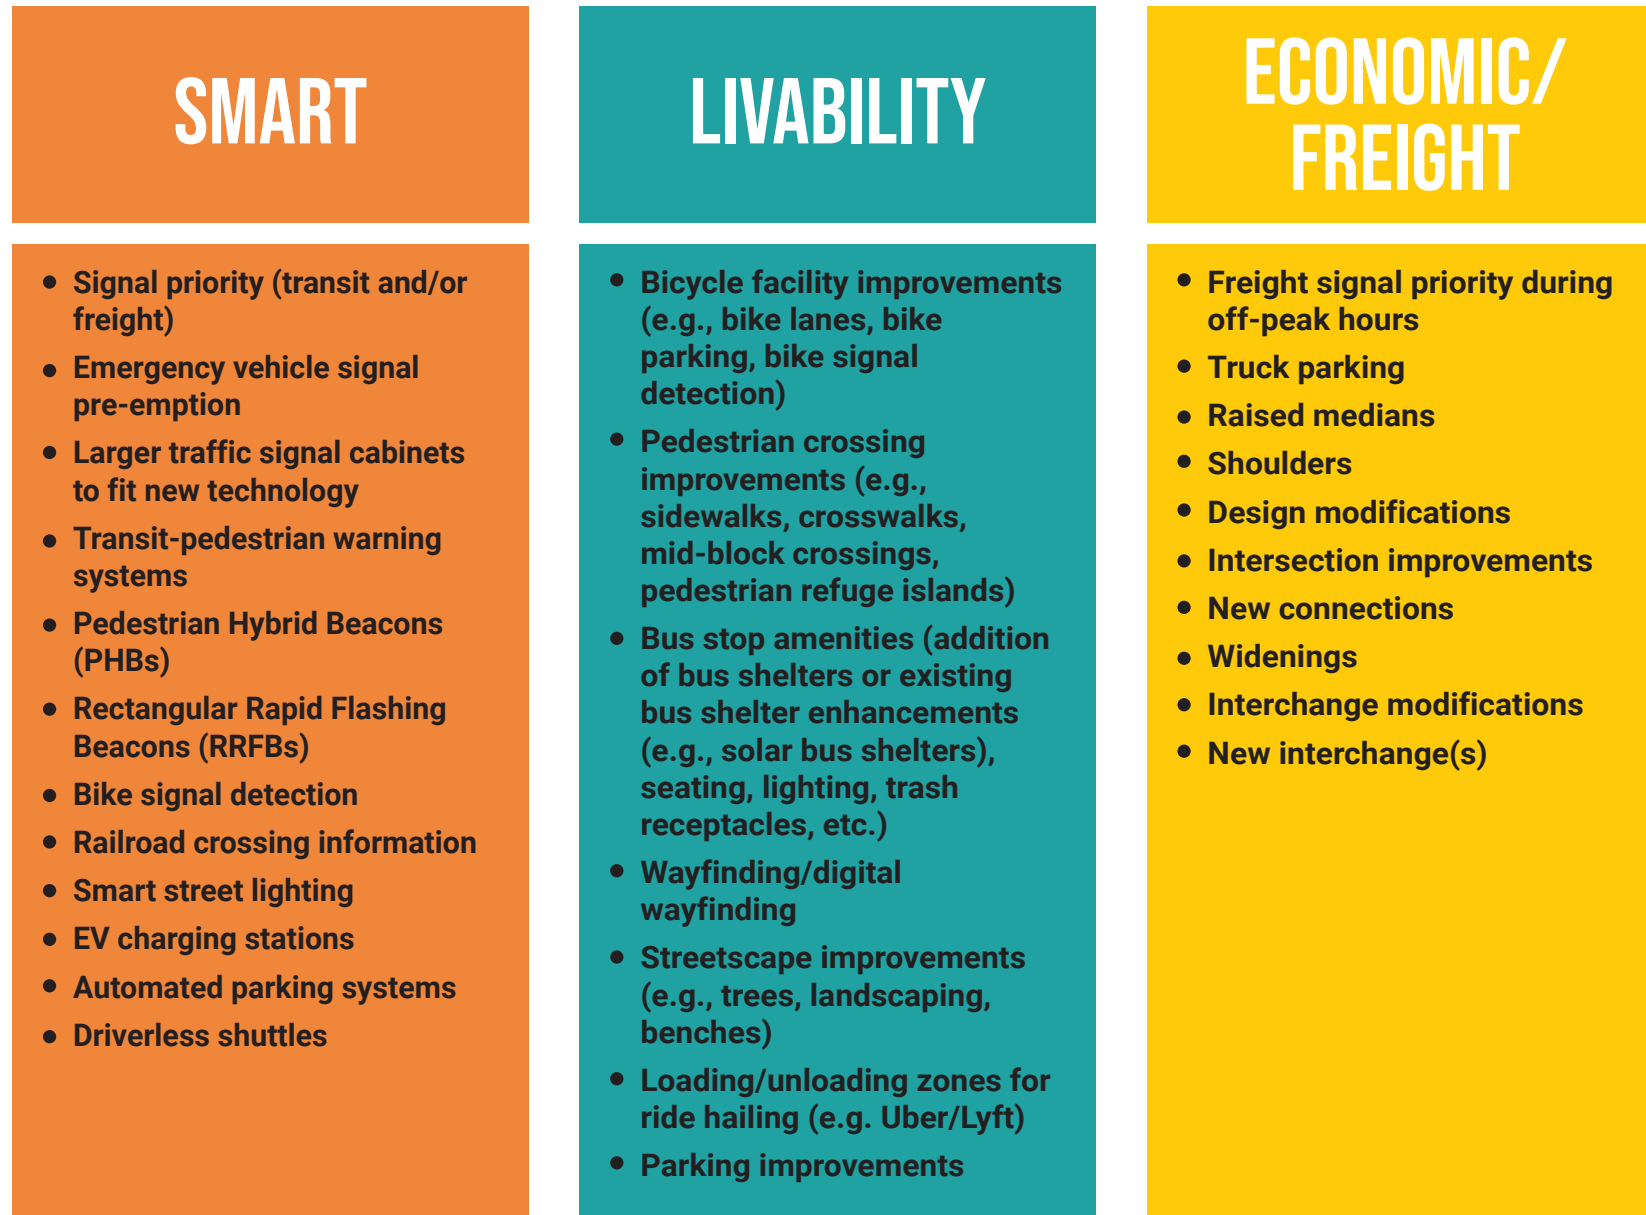 SMART
• Signal priority (transit and/or
freight)
• Emergency vehicle signal
pre-emption
• Larger traffic signal cabinets
to fit new technology
• Transit-pedestrian warning
systems
• Pedestrian Hybrid Beacons
(PHBs)
• Rectangular Rapid Flashing
Beacons (RRFBs)
• Bike signal detection
• Railroad crossing information
• Smart street lighting
• EV charging stations
• Automated parking systems
• Driverless shuttles
LIVABILITY
• Bicycle facility improvements
(e.g., bike lanes, bike
parking, bike signal
detection)
• Pedestrian crossing
improvements (e.g.,
sidewalks, crosswalks,
mid-block crossings,
pedestrian refuge islands)
• Bus stop amenities (addition
of bus shelters or existing
bus shelter enhancements
(e.g., solar bus shelters),
seating, lighting, trash
receptacles, etc.)
• Wayfinding/digital
wayfinding
• Streetscape improvements
(e.g., trees, landscaping,
benches)
• Loading/unloading zones for
ride hailing (e.g. Uber/Lyft)
• Parking improvements
ECONOMIC/
FREIGHT
• Freight signal priority during
off-peak hours
• Truck parking
• Raised medians
• Shoulders
• Design modifications
• Intersection improvements
• New connections
• Widenings
• Interchange modifications
• New interchange(s)